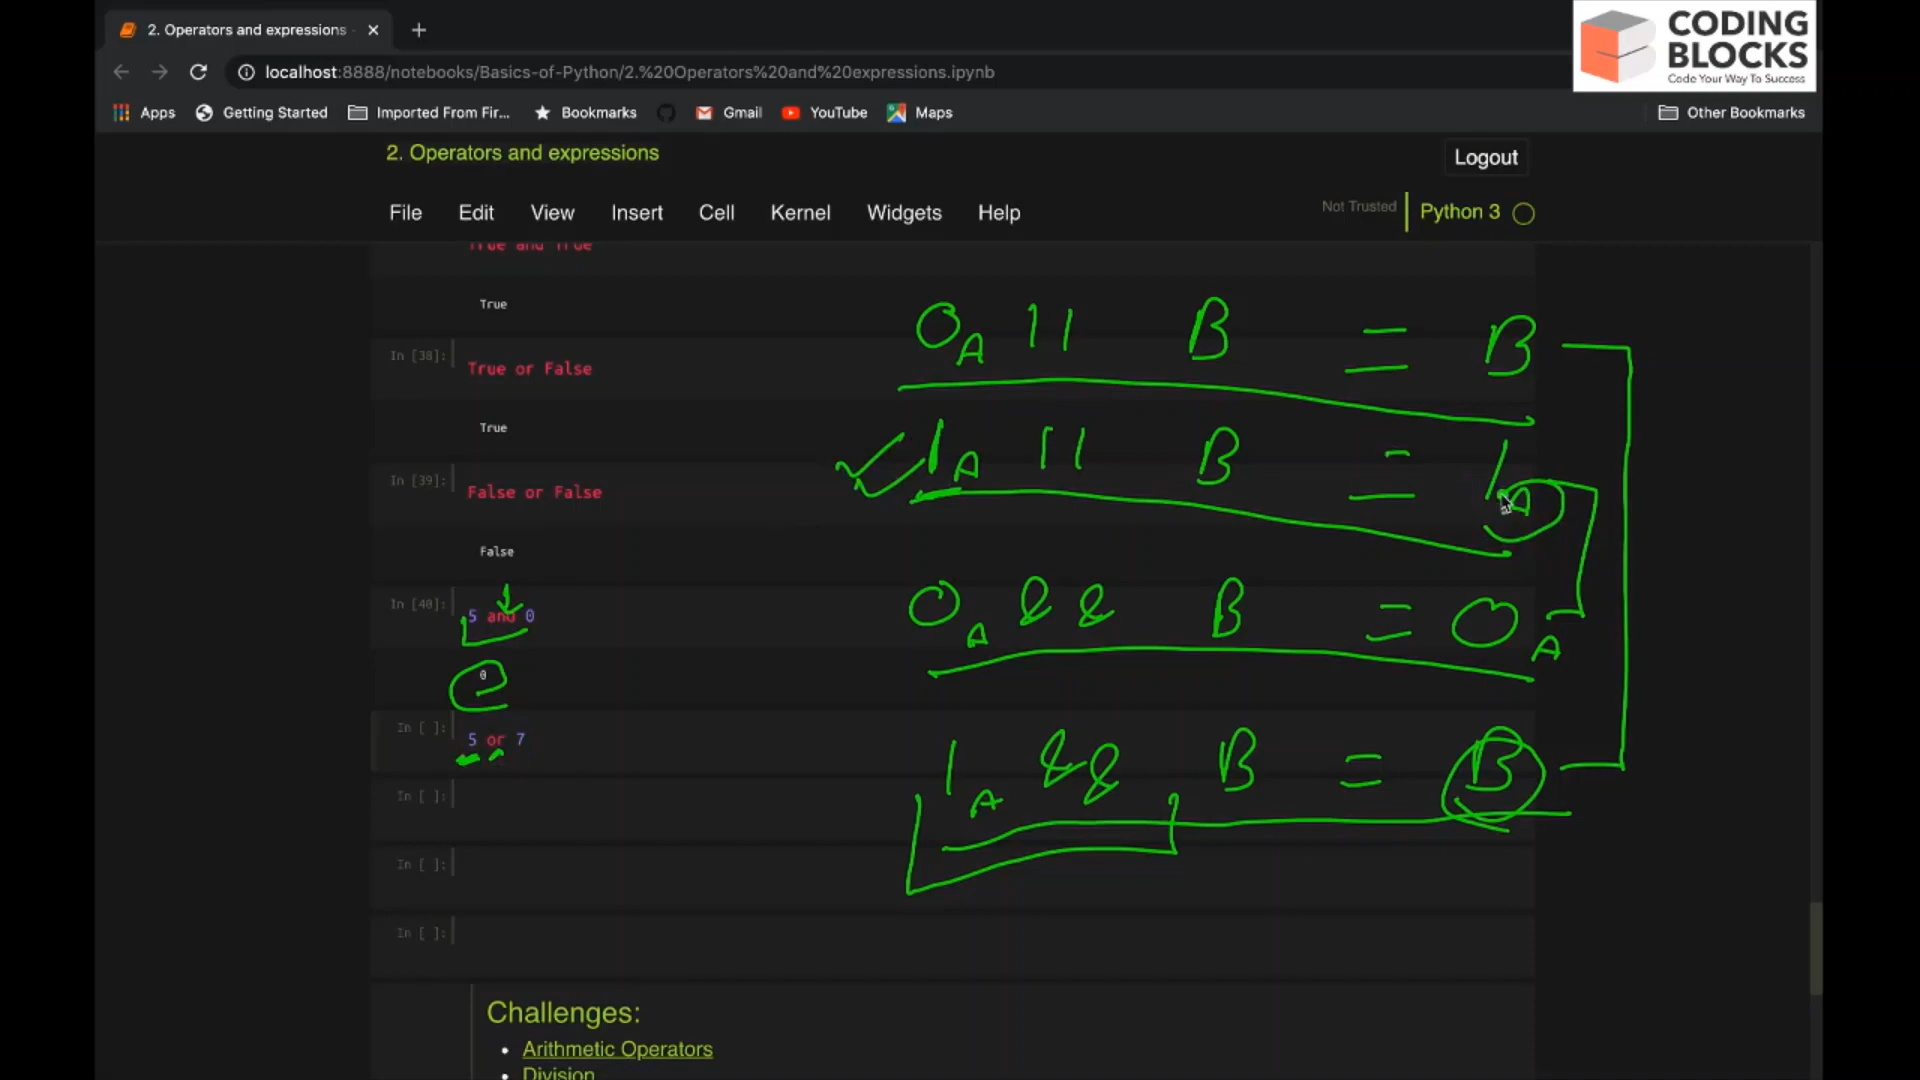 2. Operators and expressions
CODING
BLOCKS
Code Your Way To Success
localhost:8888/notebooks/Basics-of-Python/2.%20Operators%20and%20expressions.ipynb
Apps Getting Started Imported From Fir... Bookmarks Gmail YouTube Maps Other Bookmarks
2. Operators and expressions Logout
File Edit View Insert Cell Kernel Widgets Help Not Trusted Python 3
True and True
True
0A || B = B
In [38]: True or False
True
1A || B = 1A
In [39]: False or False
False
In [40]: 5 and 0
0A && B = 0A
0
In [ ]: 5 or 7
1A && B = B
In [ ]:
In [ ]:
In [ ]:
Challenges:
• Arithmetic Operators
• Division